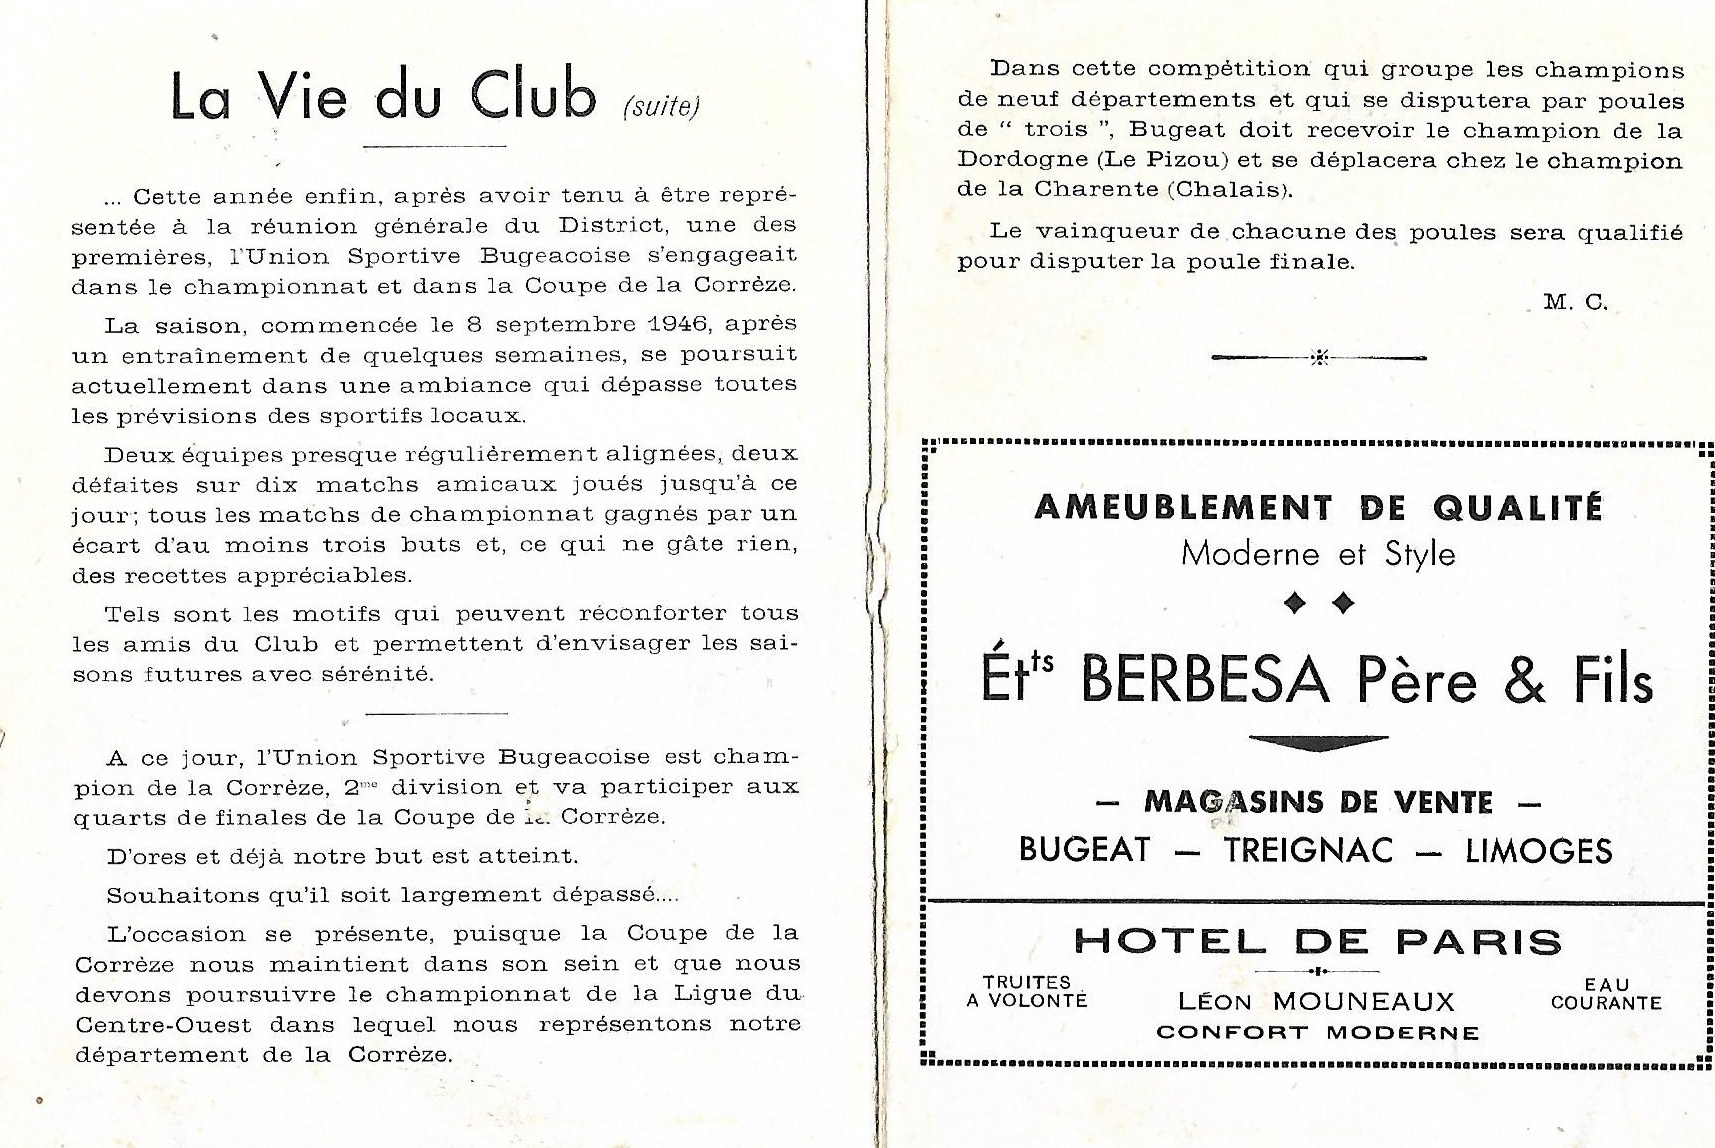 La Vie du Club (suite)
... Cette année enfin, après avoir tenu à être repré-
sentée à la réunion générale du District, une des
premières, l'Union Sportive Bugeacoise s'engageait
dans le championnat et dans la Coupe de la Corrèze.
La saison, commencée le 8 septembre 1946, après
un entraînement de quelques semaines, se poursuit
actuellement dans une ambiance qui dépasse toutes
les prévisions des sportifs locaux.
Deux équipes presque régulièrement alignées, deux
défaites sur dix matchs amicaux joués jusqu'à ce
jour; tous les matchs de championnat gagnés par un
écart d'au moins trois buts et, ce qui ne gâte rien,
des recettes appréciables.
Tels sont les motifs qui peuvent réconforter tous
les amis du Club et permettent d'envisager les sai-
sons futures avec sérénité.
A ce jour, l'Union Sportive Bugeacoise est cham-
pion de la Corrèze, 2me division et va participer aux
quarts de finales de la Coupe de la Corrèze.
D'ores et déjà notre but est atteint.
Souhaitons qu'il soit largement dépassé....
L'occasion se présente, puisque la Coupe de la
Corrèze nous maintient dans son sein et que nous
devons poursuivre le championnat de la Ligue du
Centre-Ouest dans lequel nous représentons notre
département de la Corrèze.
Dans cette compétition qui groupe les champions
de neuf départements et qui se disputera par poules
de “ trois ”, Bugeat doit recevoir le champion de la
Dordogne (Le Pizou) et se déplacera chez le champion
de la Charente (Chalais).
Le vainqueur de chacune des poules sera qualifié
pour disputer la poule finale.
M. C.
AMEUBLEMENT DE QUALITÉ
Moderne et Style
Éts BERBESA Père & Fils
— MAGASINS DE VENTE —
BUGEAT — TREIGNAC — LIMOGES
HOTEL DE PARIS
TRUITES
A VOLONTÉ
LÉON MOUNEAUX
CONFORT MODERNE
EAU
COURANTE